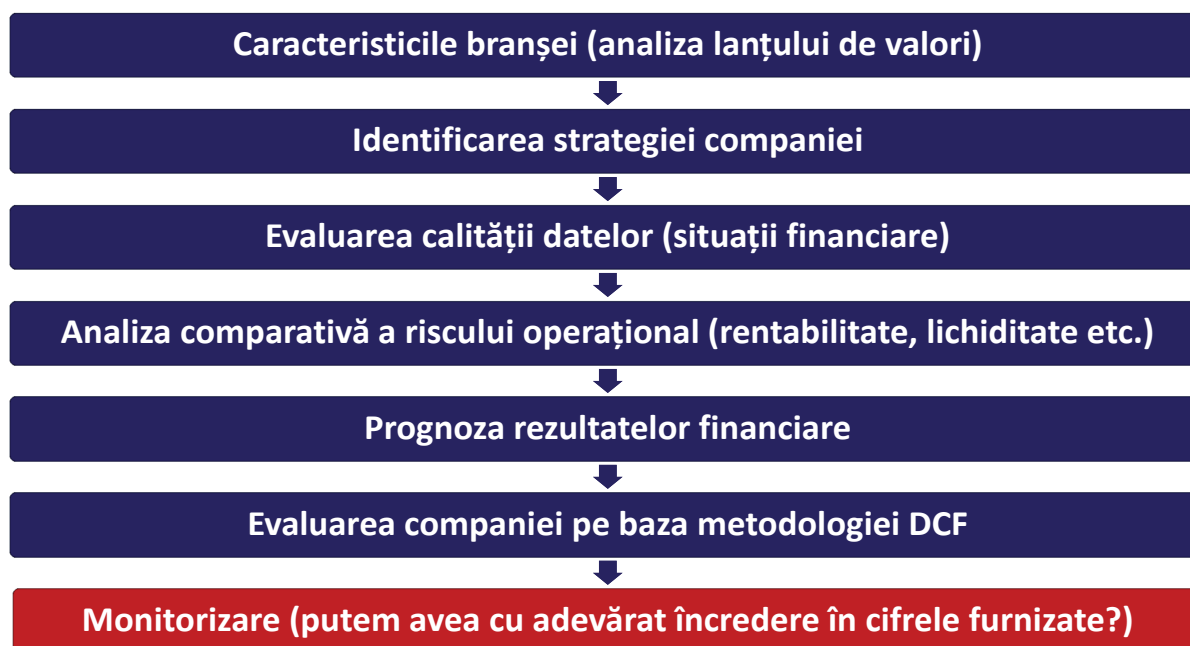 Caracteristicile branșei (analiza lanțului de valori)
Identificarea strategiei companiei
Evaluarea calității datelor (situații financiare)
Analiza comparativă a riscului operațional (rentabilitate, lichiditate etc.)
Prognoza rezultatelor financiare
Evaluarea companiei pe baza metodologiei DCF
Monitorizare (putem avea cu adevărat încredere în cifrele furnizate?)